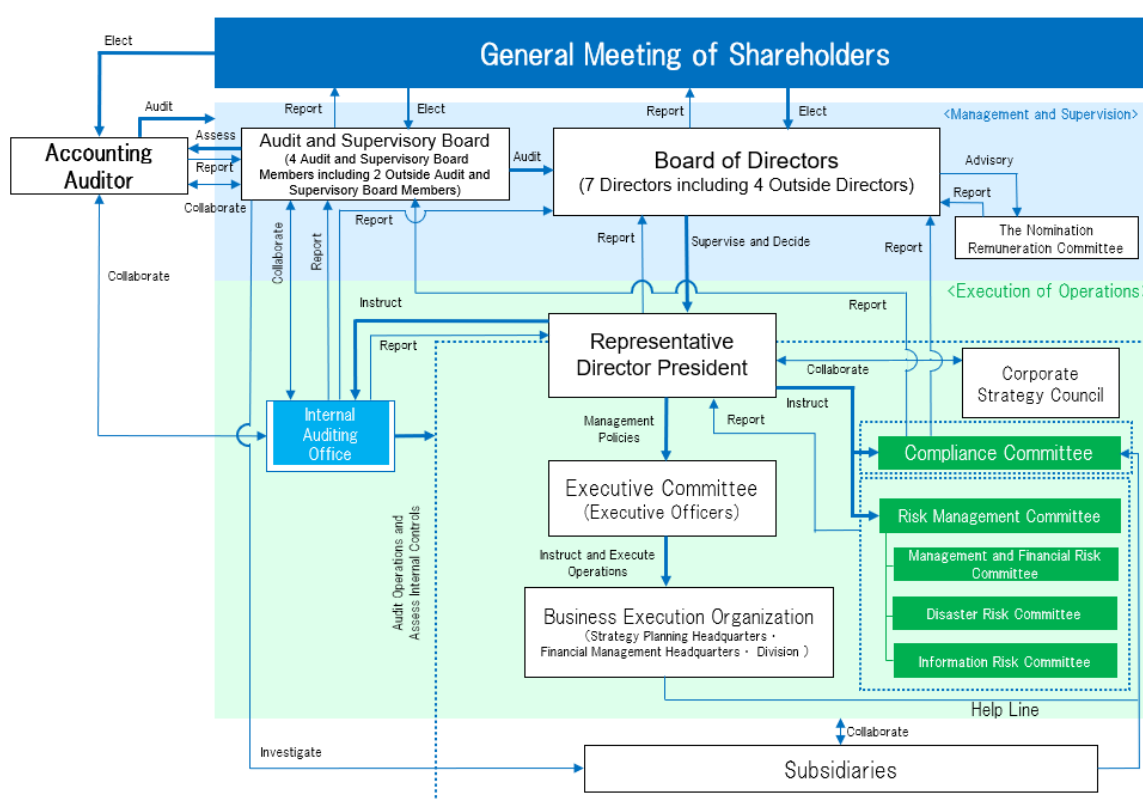 Elect
General Meeting of Shareholders
Audit
Report
Elect
Report
Elect
<Management and Supervision>
Accounting
Auditor
Assess
Report
Collaborate
Audit and Supervisory Board
(4 Audit and Supervisory Board
Members including 2 Outside Audit and
Supervisory Board Members)
Audit
Board of Directors
(7 Directors including 4 Outside Directors)
Advisory
Report
The Nomination
Remuneration Committee
Collaborate
Report
Report
Report
Supervise and Decide
Report
Collaborate
<Execution of Operations>
Instruct
Report
Report
Representative
Director President
Collaborate
Corporate
Strategy Council
Instruct
Report
Internal
Auditing
Office
Management
Policies
Compliance Committee
Executive Committee
(Executive Officers)
Risk Management Committee
Audit Operations and
Assess Internal Controls
Instruct and Execute
Operations
Management and Financial Risk
Committee
Business Execution Organization
(Strategy Planning Headquarters・
Financial Management Headquarters・ Division )
Disaster Risk Committee
Information Risk Committee
Help Line
Collaborate
Investigate
Subsidiaries